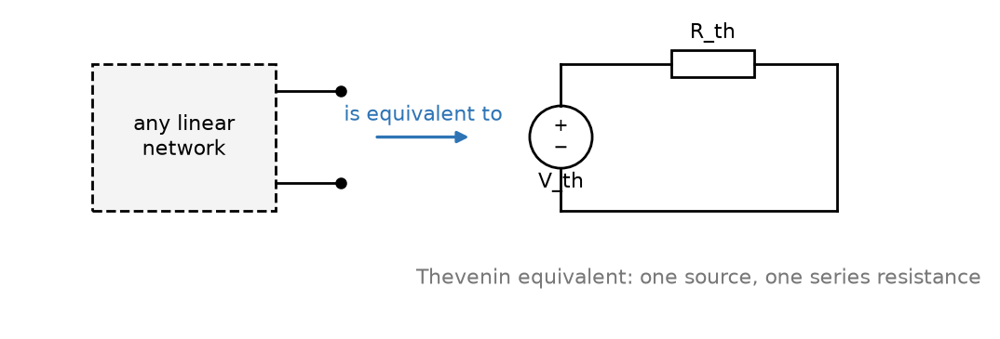 any linear
network
is equivalent to
R_th
+
−
V_th
Thevenin equivalent: one source, one series resistance